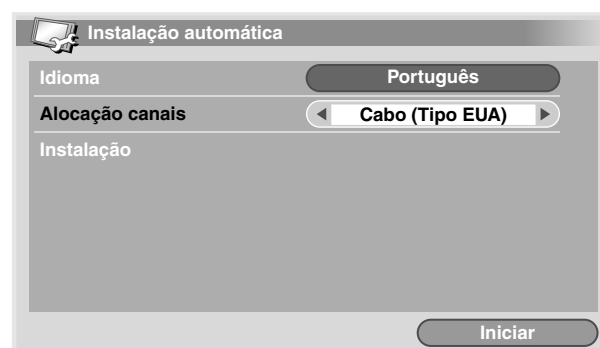 Instalação automática
Idioma Português
Alocação canais Cabo (Tipo EUA)
Instalação
Iniciar